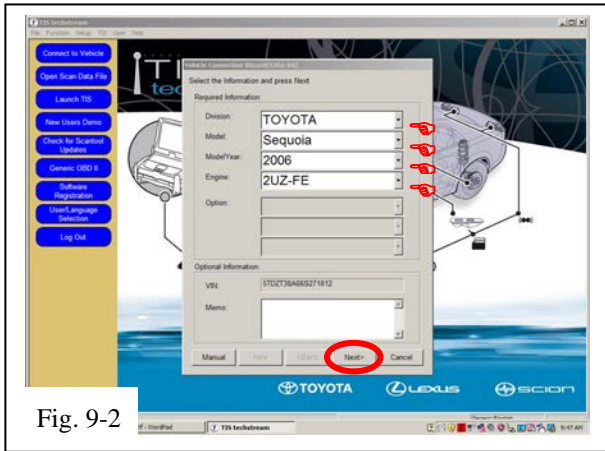 TIS techstream
File Function Setup TIS User Help
Connect to Vehicle
Open Scan Data File
Launch TIS
New Users Demo
Check for Scantool
Updates
Generic OBD II
Software
Registration
User/Language
Selection
Log Out
Select the Information and press Next
Required Information
Division:
TOYOTA
Model:
Sequoia
ModelYear:
2006
Engine:
2UZ-FE
Option:
Optional Information
VIN:
5TDZT38A66S271812
Memo:
Manual
Help
<Back
Next>
Cancel
TOYOTA
LEXUS
SCION
Fig. 9-2
WordPad
TIS techstream
9:47 AM